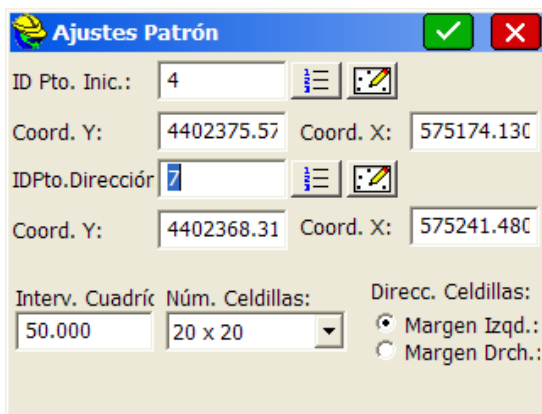 Ajustes Patrón
ID Pto. Inic.: 4
Coord. Y: 4402375.57 Coord. X: 575174.130
IDPto.Dirección 7
Coord. Y: 4402368.31 Coord. X: 575241.480
Interv. Cuadríc Núm. Celdillas: Direcc. Celdillas:
50.000 20 x 20 Margen Izqd.:
Margen Drch.: